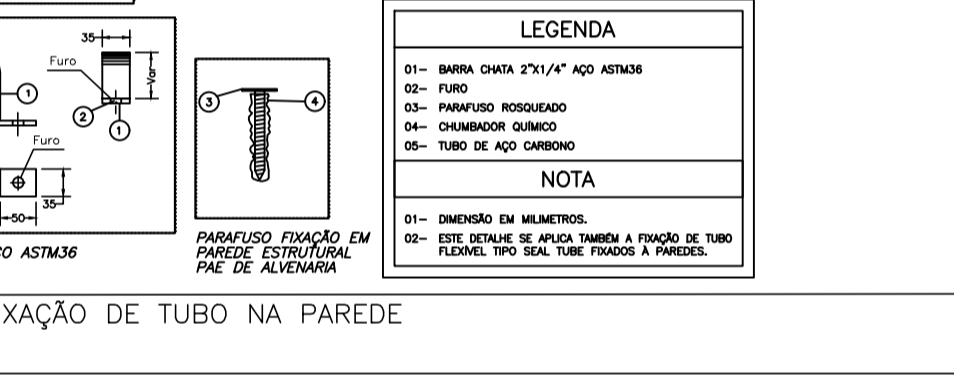 35
Furo
Var
1
2
1
Furo
35
50
ÇO ASTM36
3
4
PARAFUSO FIXAÇÃO EM
PAREDE ESTRUTURAL
PAE DE ALVENARIA
LEGENDA
01- BARRA CHATA 2"X1/4" AÇO ASTM36
02- FURO
03- PARAFUSO ROSQUEADO
04- CHUMBADOR QUÍMICO
05- TUBO DE AÇO CARBONO
NOTA
01- DIMENSÃO EM MILIMETROS.
02- ESTE DETALHE SE APLICA TAMBÉM A FIXAÇÃO DE TUBO
FLEXÍVEL TIPO SEAL TUBE FIXADOS À PAREDES.
IXAÇÃO DE TUBO NA PAREDE